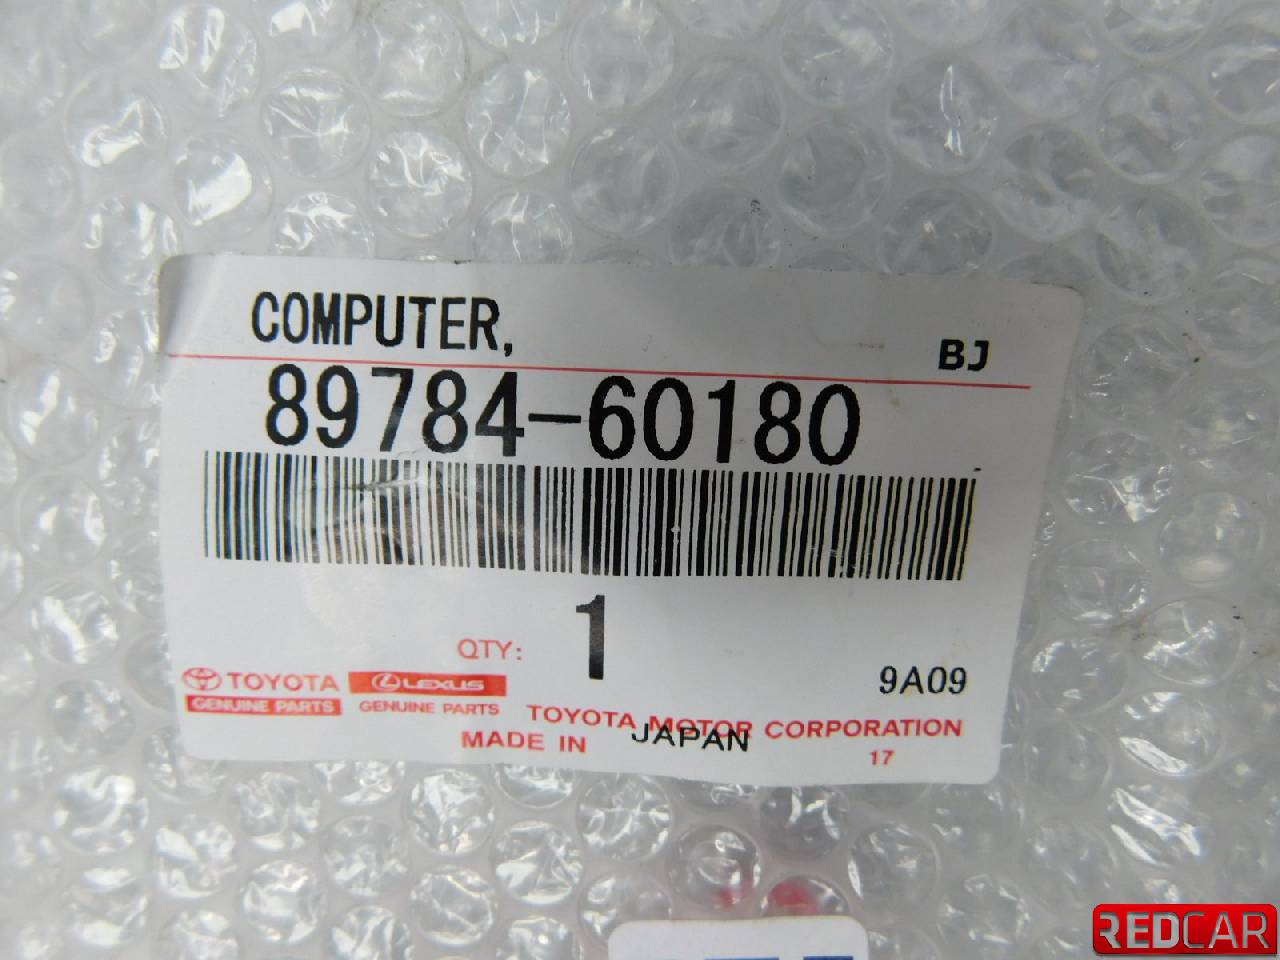 COMPUTER,
BJ
89784-60180
QTY: 1
9A09
TOYOTA LEXUS
GENUINE PARTS GENUINE PARTS
TOYOTA MOTOR CORPORATION
MADE IN JAPAN
17
REDCAR